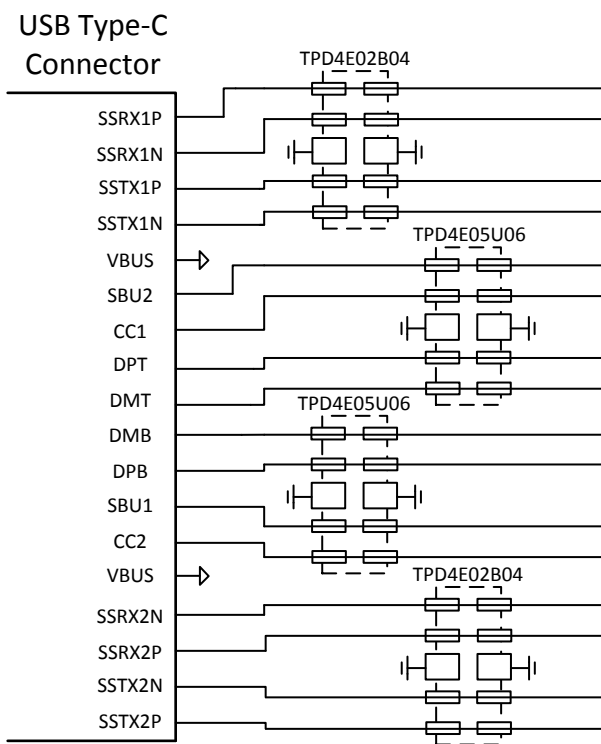 USB Type-C
Connector
TPD4E02B04
SSRX1P
SSRX1N
SSTX1P
SSTX1N
TPD4E05U06
VBUS
SBU2
CC1
DPT
DMT
TPD4E05U06
DMB
DPB
SBU1
CC2
VBUS
TPD4E02B04
SSRX2N
SSRX2P
SSTX2N
SSTX2P